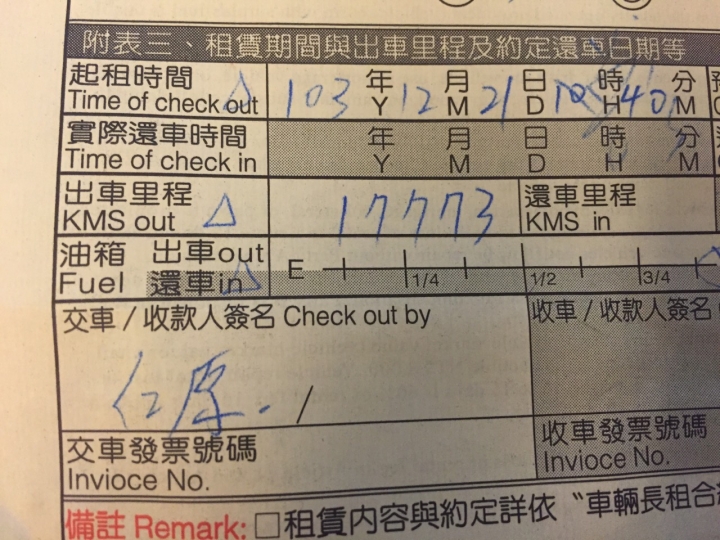 附表三、租賃期間與出車里程及約定還車日期等
起租時間 △ 103 年 12 月 21 日 10 時 40 分
Time of check out Y M D H M
實際還車時間 年 月 日 時 分
Time of check in Y M D H M
出車里程 △ 17773 還車里程
KMS out KMS in
油箱 出車out E 1/4 1/2 3/4
Fuel 還車in △
交車 / 收款人簽名 Check out by 收車 / 收款人簽名
仁厚. /
交車發票號碼 收車發票號碼
Invioce No. Invioce No.
備註 Remark: □租賃內容與約定詳依〝車輛長租合